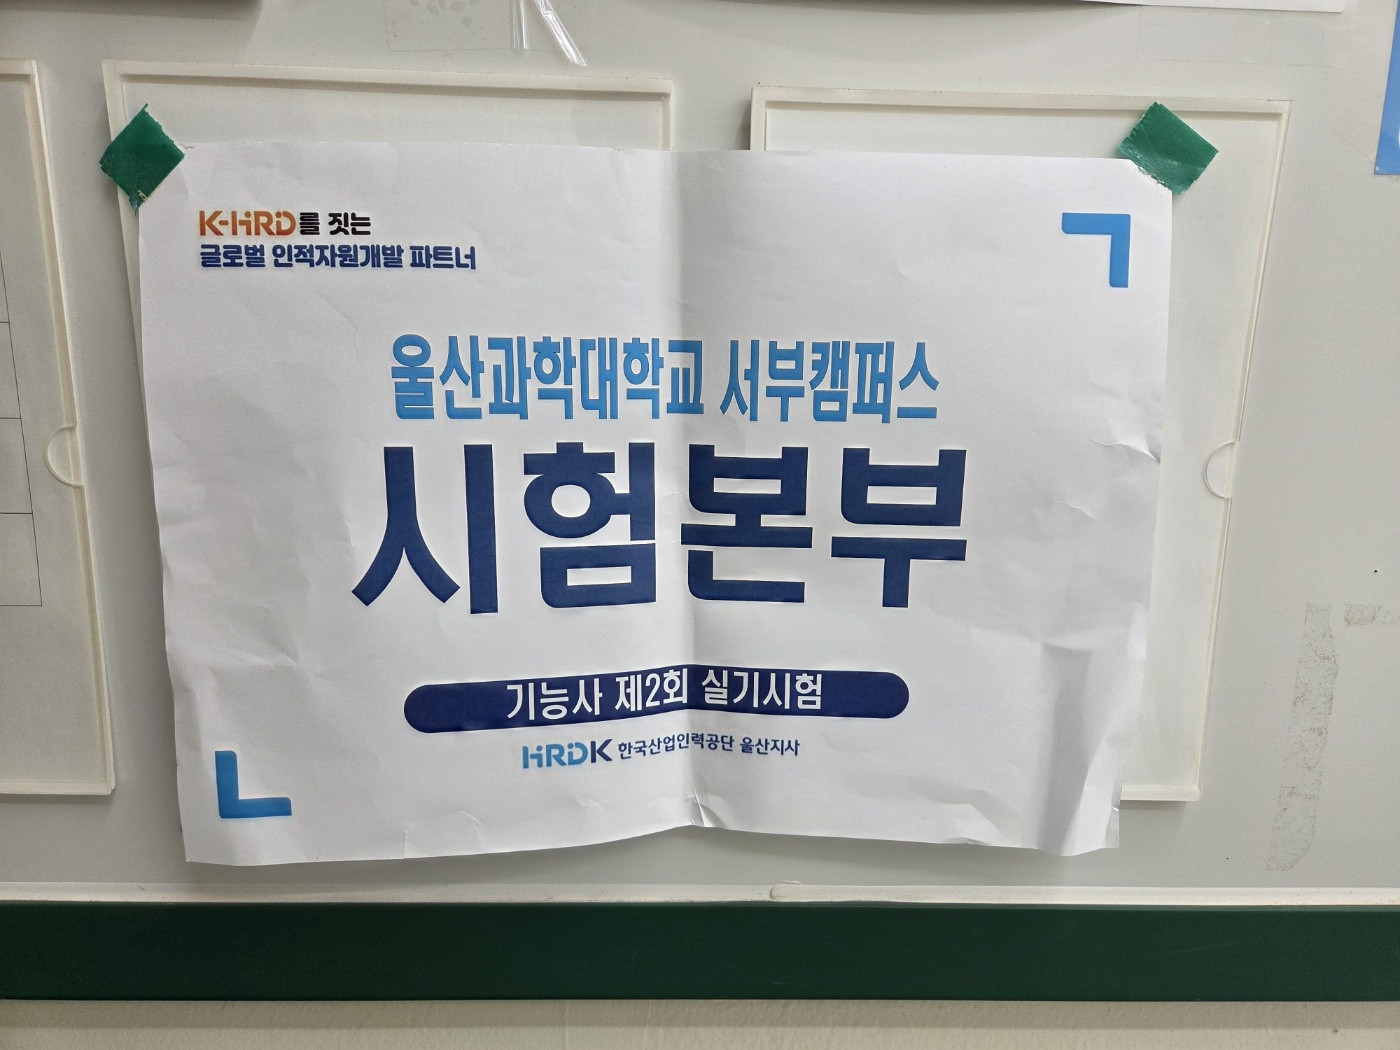 K-HRD를 짓는
글로벌 인적자원개발 파트너
울산과학대학교 서부캠퍼스
시험본부
기능사 제2회 실기시험
HRDK 한국산업인력공단 울산지사